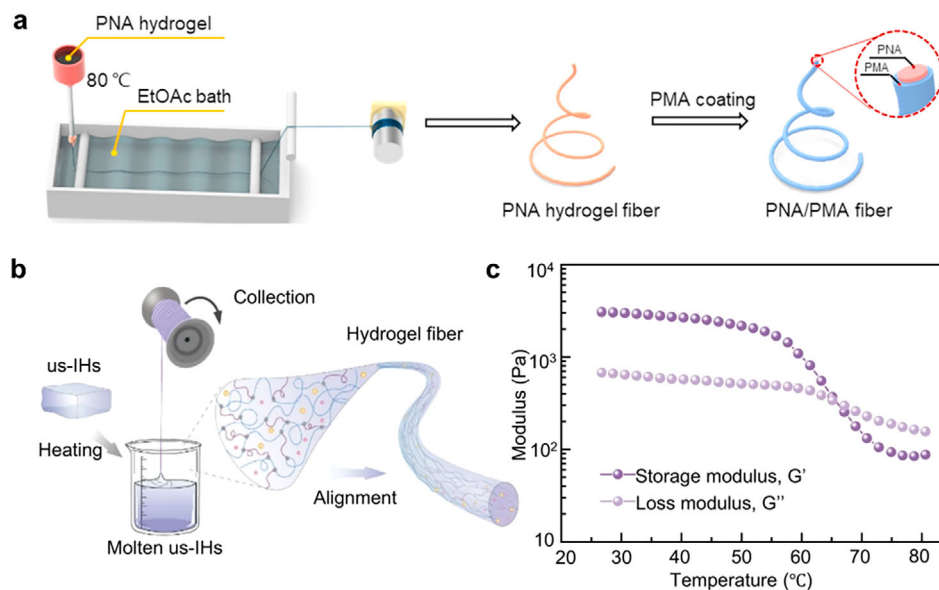 a
PNA hydrogel
80 ℃
EtOAc bath
PNA hydrogel fiber
PMA coating
PNA
PMA
PNA/PMA fiber
b
Collection
us-IHs
Heating
Molten us-IHs
Hydrogel fiber
Alignment
c
Modulus (Pa)
10⁴
10³
10²
10
Storage modulus, G'
Loss modulus, G''
20 30 40 50 60 70 80
Temperature (℃)